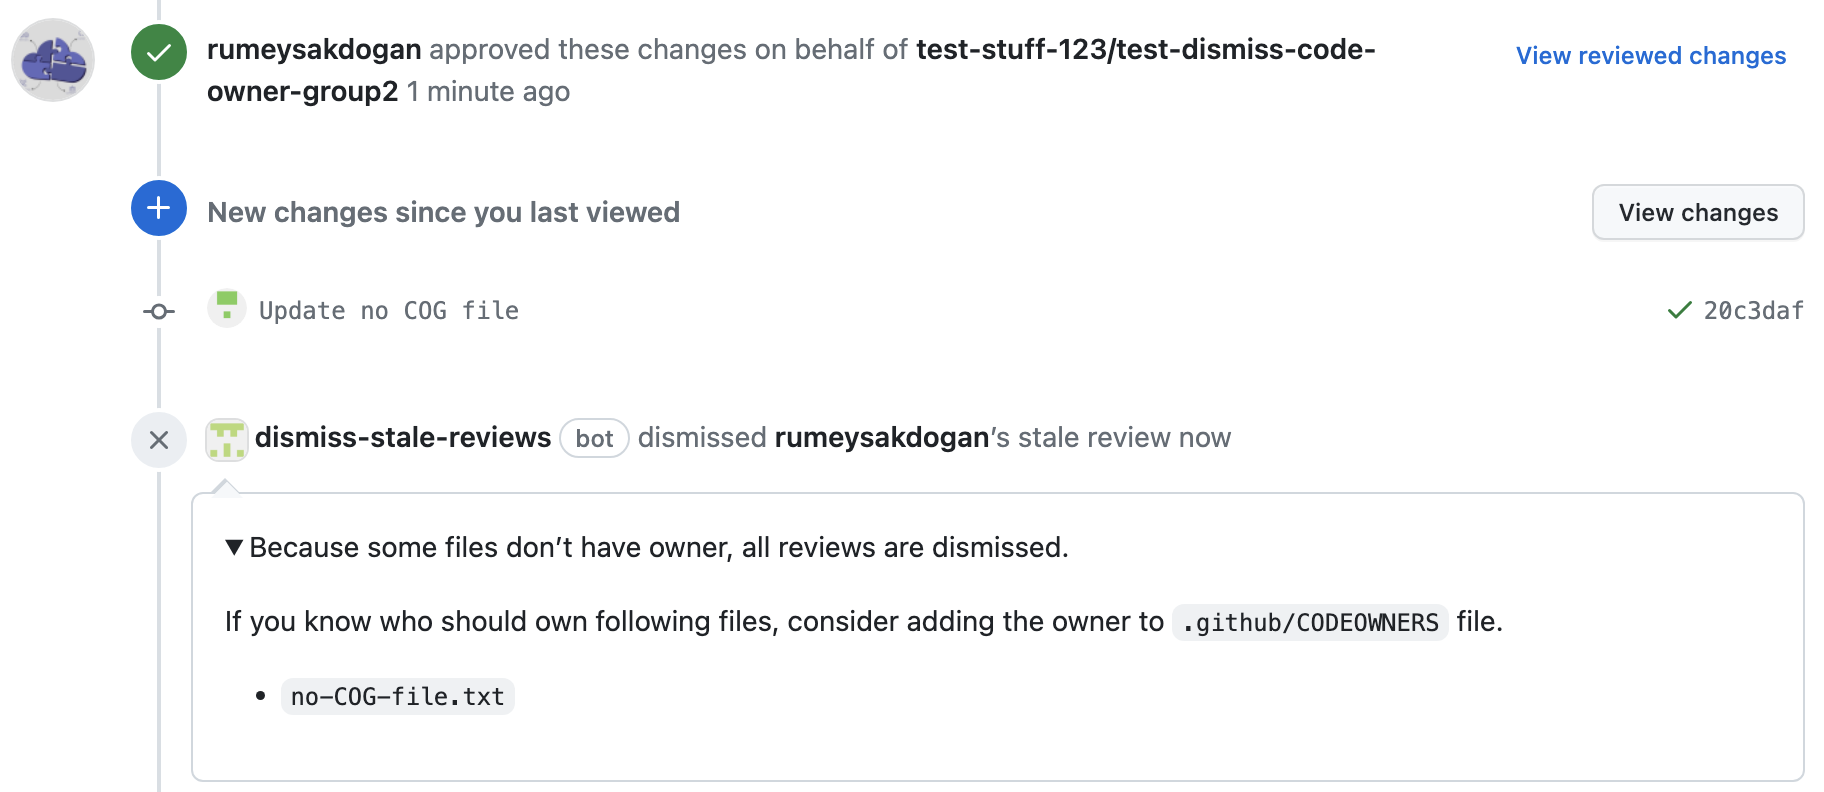 rumeysakdogan approved these changes on behalf of test-stuff-123/test-dismiss-code-
owner-group2 1 minute ago
View reviewed changes
New changes since you last viewed
View changes
Update no COG file
20c3daf
dismiss-stale-reviews bot dismissed rumeysakdogan’s stale review now
Because some files don’t have owner, all reviews are dismissed.
If you know who should own following files, consider adding the owner to .github/CODEOWNERS file.
no-COG-file.txt